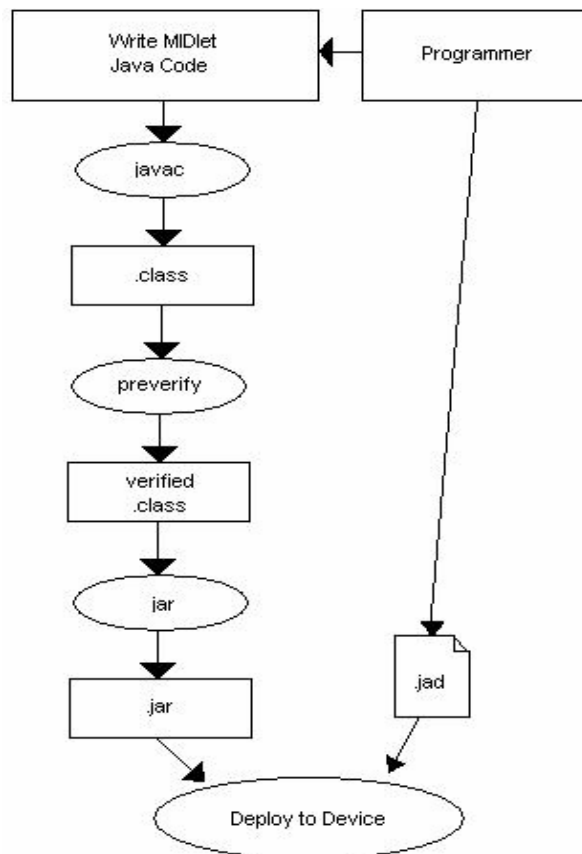 Write MIDlet
Java Code
Programmer
javac
.class
preverify
verified
.class
jar
.jad
.jar
Deploy to Device